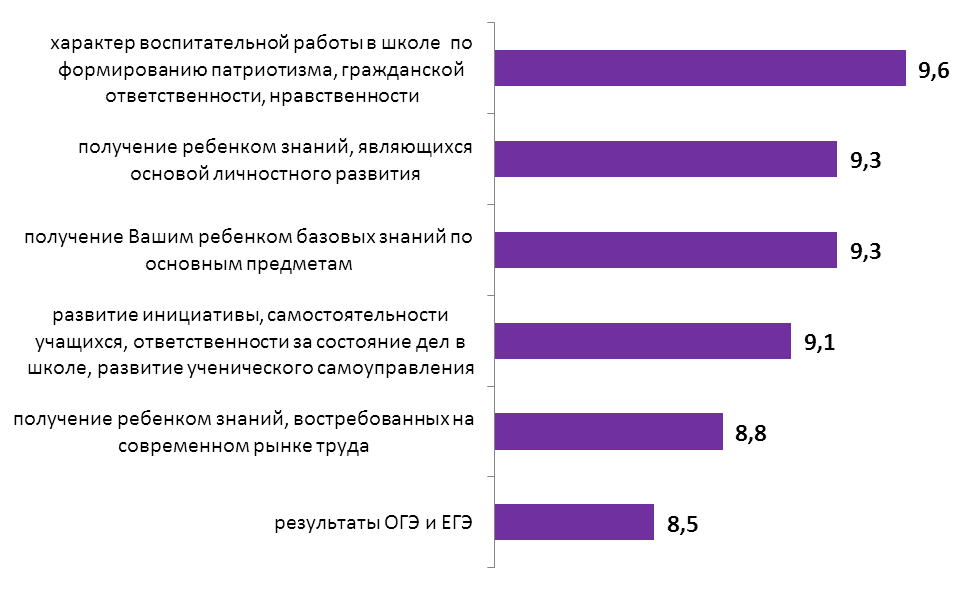 характер воспитательной работы в школе по
формированию патриотизма, гражданской
ответственности, нравственности
9,6
получение ребенком знаний, являющихся
основой личностного развития
9,3
получение Вашим ребенком базовых знаний по
основным предметам
9,3
развитие инициативы, самостоятельности
учащихся, ответственности за состояние дел в
школе, развитие ученического самоуправления
9,1
получение ребенком знаний, востребованных на
современном рынке труда
8,8
результаты ОГЭ и ЕГЭ
8,5